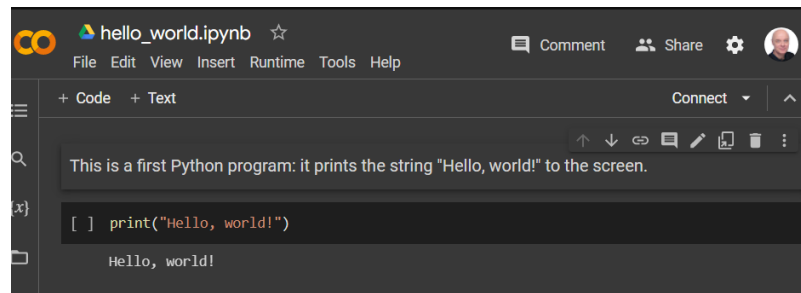 hello_world.ipynb
Comment
Share
File Edit View Insert Runtime Tools Help
+ Code + Text
Connect
This is a first Python program: it prints the string "Hello, world!" to the screen.
{x}
[ ] print("Hello, world!")
Hello, world!